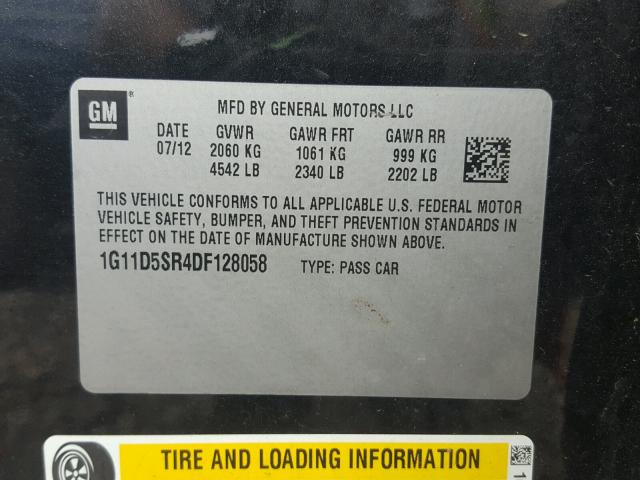 GM
MFD BY GENERAL MOTORS LLC
DATE GVWR GAWR FRT GAWR RR
07/12 2060 KG 1061 KG 999 KG
4542 LB 2340 LB 2202 LB
THIS VEHICLE CONFORMS TO ALL APPLICABLE U.S. FEDERAL MOTOR
VEHICLE SAFETY, BUMPER, AND THEFT PREVENTION STANDARDS IN
EFFECT ON THE DATE OF MANUFACTURE SHOWN ABOVE.
1G11D5SR4DF128058 TYPE: PASS CAR
TIRE AND LOADING INFORMATION